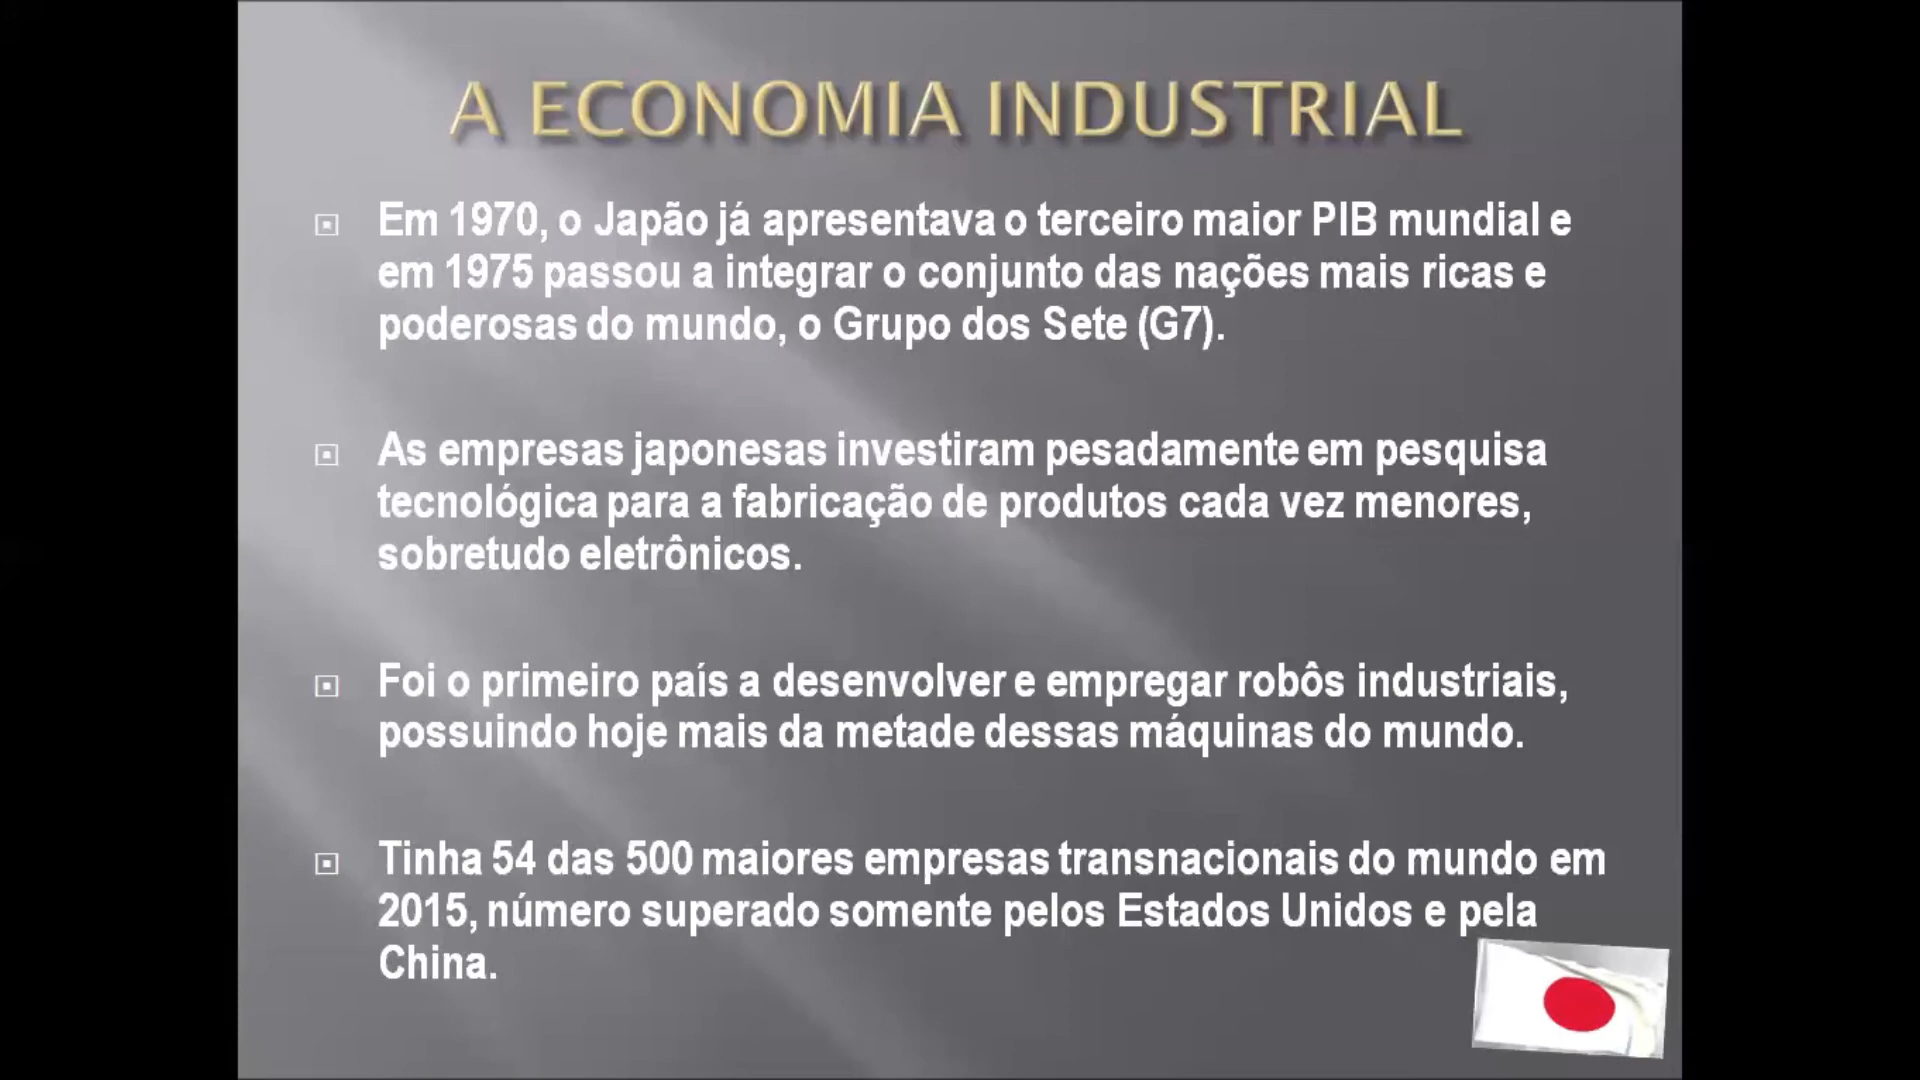 A ECONOMIA INDUSTRIAL
Em 1970, o Japão já apresentava o terceiro maior PIB mundial e
em 1975 passou a integrar o conjunto das nações mais ricas e
poderosas do mundo, o Grupo dos Sete (G7).
As empresas japonesas investiram pesadamente em pesquisa
tecnológica para a fabricação de produtos cada vez menores,
sobretudo eletrônicos.
Foi o primeiro país a desenvolver e empregar robôs industriais,
possuindo hoje mais da metade dessas máquinas do mundo.
Tinha 54 das 500 maiores empresas transnacionais do mundo em
2015, número superado somente pelos Estados Unidos e pela
China.